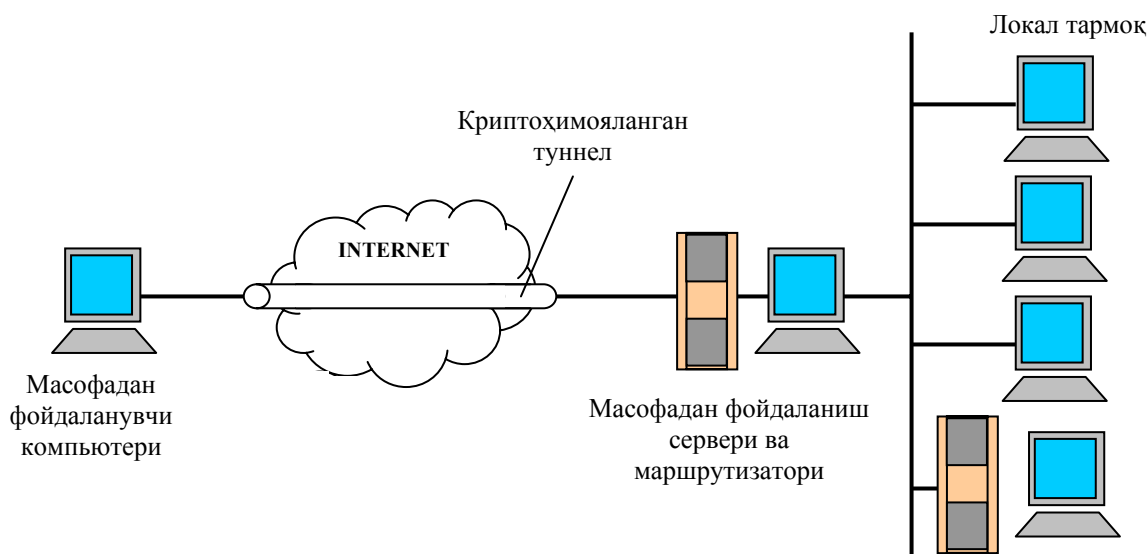 Локал тармоқ
Криптоҳимояланган
туннел
INTERNET
Масофадан
фойдаланувчи
компьютери
Масофадан фойдаланиш
сервери ва
маршрутизатори